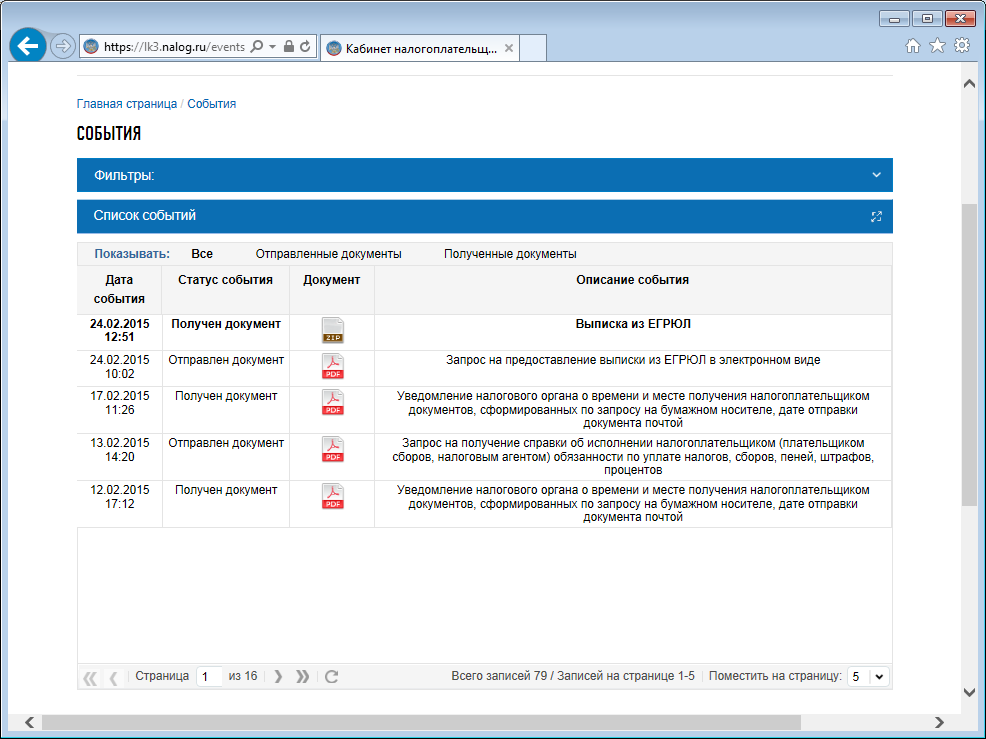 https://lk3.nalog.ru/events
Кабинет налогоплательщ...
Главная страница / События
СОБЫТИЯ
Фильтры:
Список событий
Показывать: Все Отправленные документы Полученные документы
Дата события Статус события Документ Описание события
24.02.2015 Получен документ Выписка из ЕГРЮЛ
12:51 ZIP
24.02.2015 Отправлен документ Запрос на предоставление выписки из ЕГРЮЛ в электронном виде
10:02 PDF
17.02.2015 Получен документ Уведомление налогового органа о времени и месте получения налогоплательщиком
11:26 PDF документов, сформированных по запросу на бумажном носителе, дате отправки
документа почтой
13.02.2015 Отправлен документ Запрос на получение справки об исполнении налогоплательщиком (плательщиком
14:20 PDF сборов, налоговым агентом) обязанности по уплате налогов, сборов, пеней, штрафов,
процентов
12.02.2015 Получен документ Уведомление налогового органа о времени и месте получения налогоплательщиком
17:12 PDF документов, сформированных по запросу на бумажном носителе, дате отправки
документа почтой
Страница 1 из 16 Всего записей 79 / Записей на странице 1-5 Поместить на страницу: 5